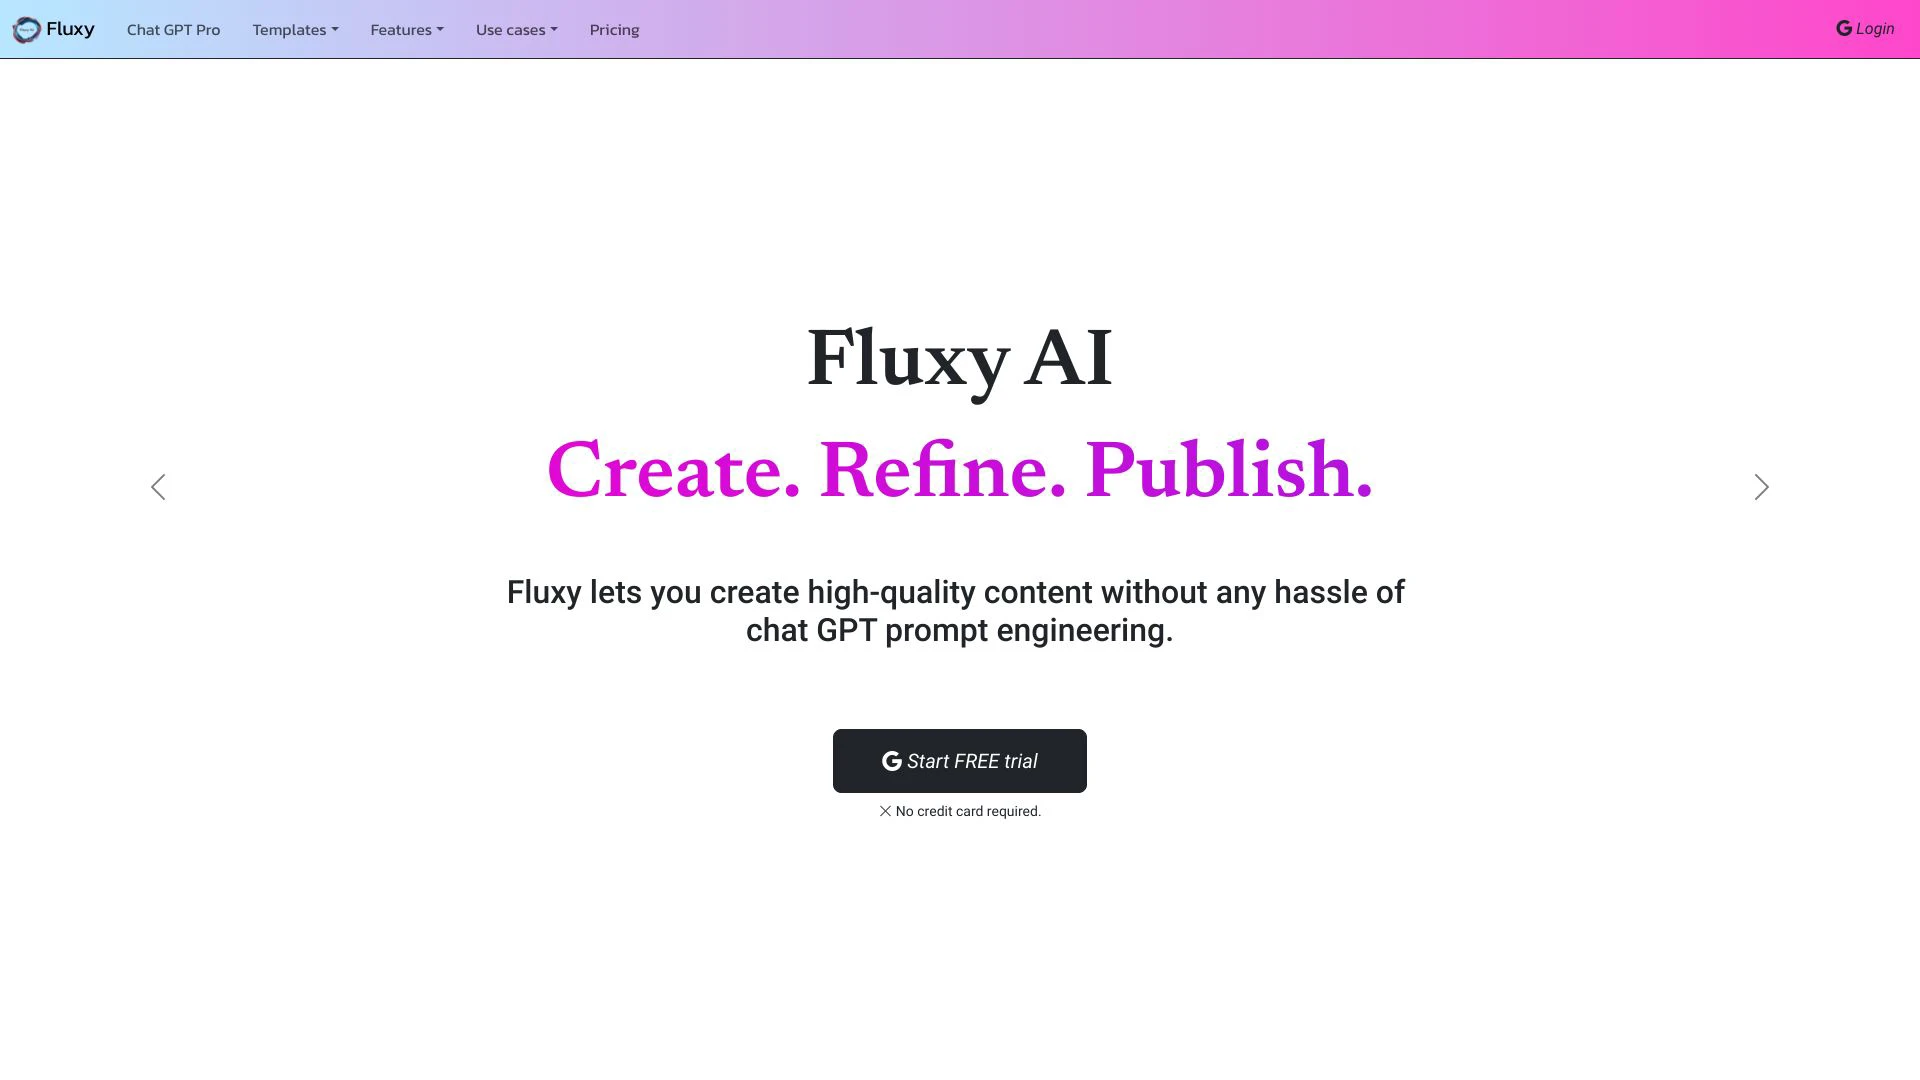 Fluxy
Chat GPT Pro
Templates
Features
Use cases
Pricing
Login
Fluxy AI
Create. Refine. Publish.
Fluxy lets you create high-quality content without any hassle of
chat GPT prompt engineering.
Start FREE trial
No credit card required.